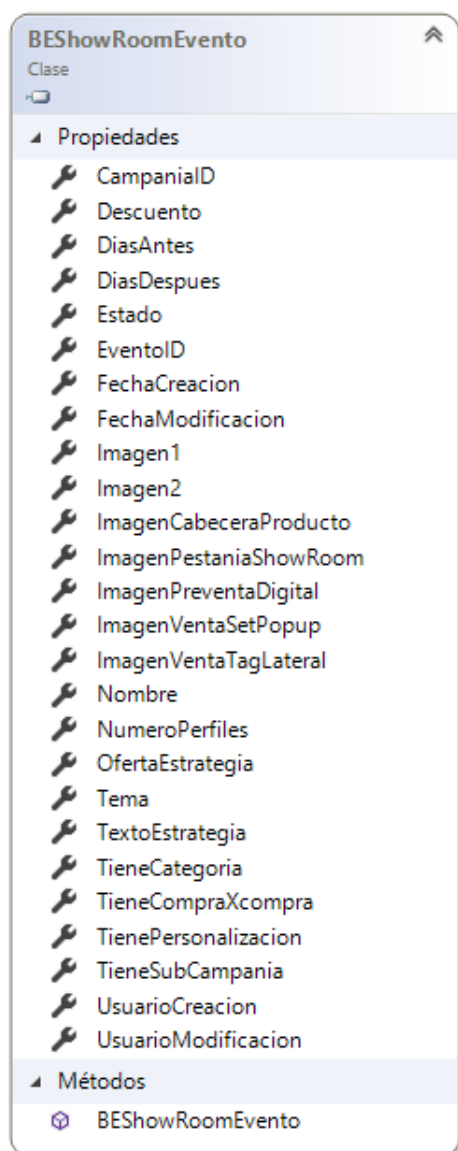 BEShowRoomEvento
Clase
Propiedades
CampaniaID
Descuento
DiasAntes
DiasDespues
Estado
EventoID
FechaCreacion
FechaModificacion
Imagen1
Imagen2
ImagenCabeceraProducto
ImagenPestaniaShowRoom
ImagenPreventaDigital
ImagenVentaSetPopup
ImagenVentaTagLateral
Nombre
NumeroPerfiles
OfertaEstrategia
Tema
TextoEstrategia
TieneCategoria
TieneCompraXcompra
TienePersonalizacion
TieneSubCampania
UsuarioCreacion
UsuarioModificacion
Métodos
BEShowRoomEvento